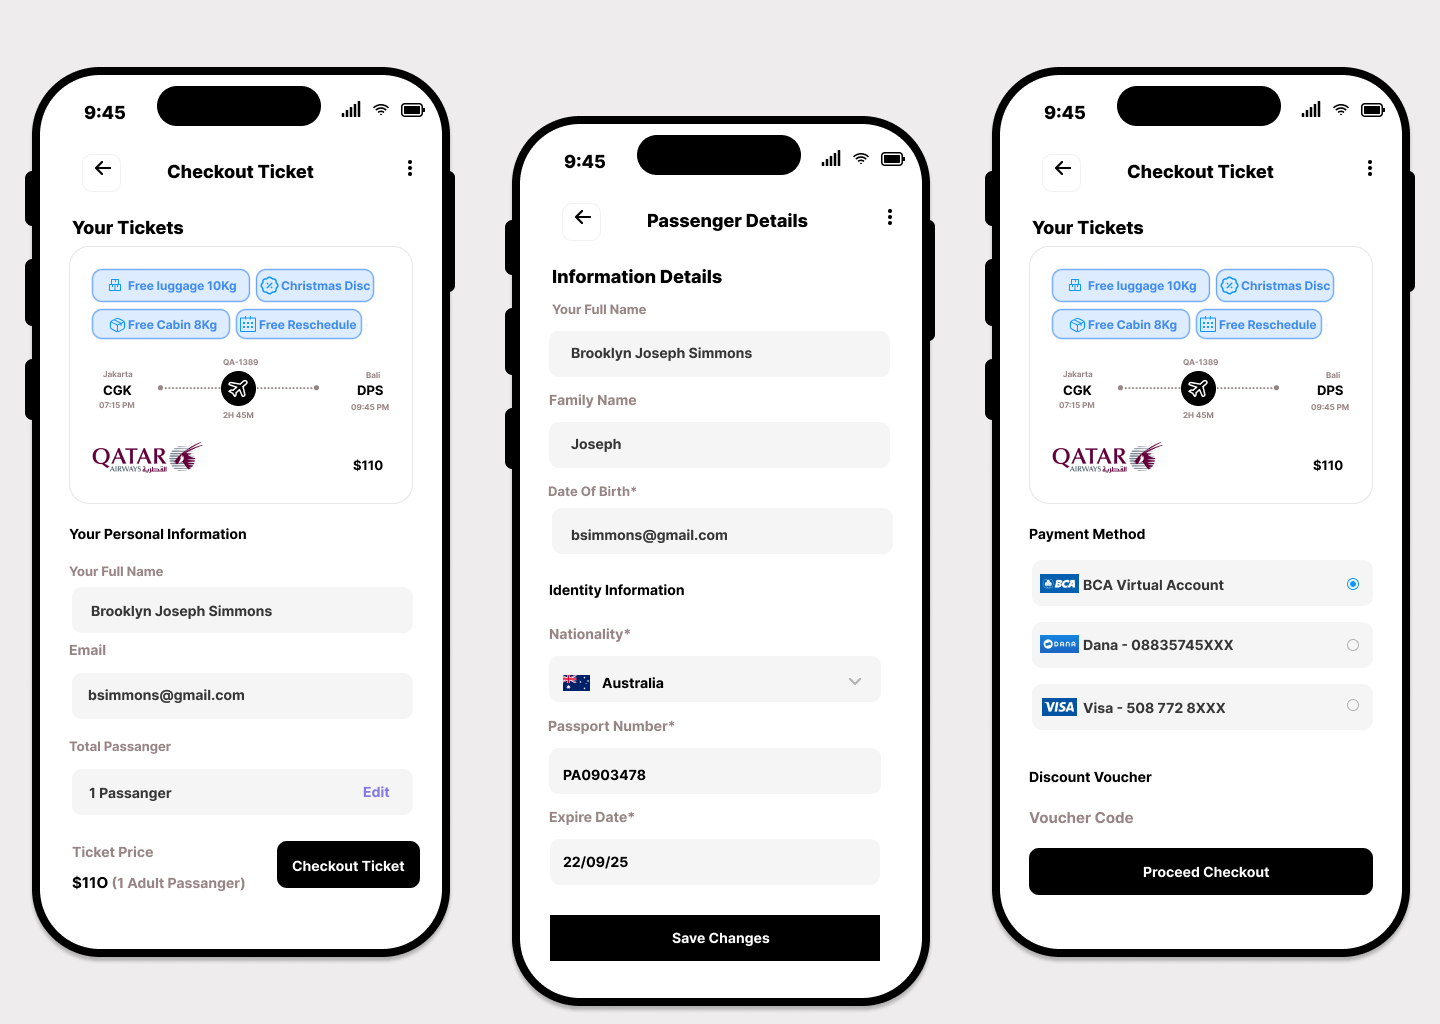 9:45
Checkout Ticket
Your Tickets
Free luggage 10Kg
Christmas Disc
Free Cabin 8Kg
Free Reschedule
QA-1389
Jakarta
Bali
CGK
DPS
07:15 PM
09:45 PM
2H 45M
QATAR
AIRWAYS القطرية
$110
Your Personal Information
Your Full Name
Brooklyn Joseph Simmons
Email
bsimmons@gmail.com
Total Passanger
1 Passanger
Edit
Ticket Price
$110 (1 Adult Passanger)
Checkout Ticket
9:45
Passenger Details
Information Details
Your Full Name
Brooklyn Joseph Simmons
Family Name
Joseph
Date Of Birth*
bsimmons@gmail.com
Identity Information
Nationality*
Australia
Passport Number*
PA0903478
Expire Date*
22/09/25
Save Changes
9:45
Checkout Ticket
Your Tickets
Free luggage 10Kg
Christmas Disc
Free Cabin 8Kg
Free Reschedule
QA-1389
Jakarta
Bali
CGK
DPS
07:15 PM
09:45 PM
2H 45M
QATAR
AIRWAYS القطرية
$110
Payment Method
BCA BCA Virtual Account
DANA Dana - 08835745XXX
VISA Visa - 508 772 8XXX
Discount Voucher
Voucher Code
Proceed Checkout